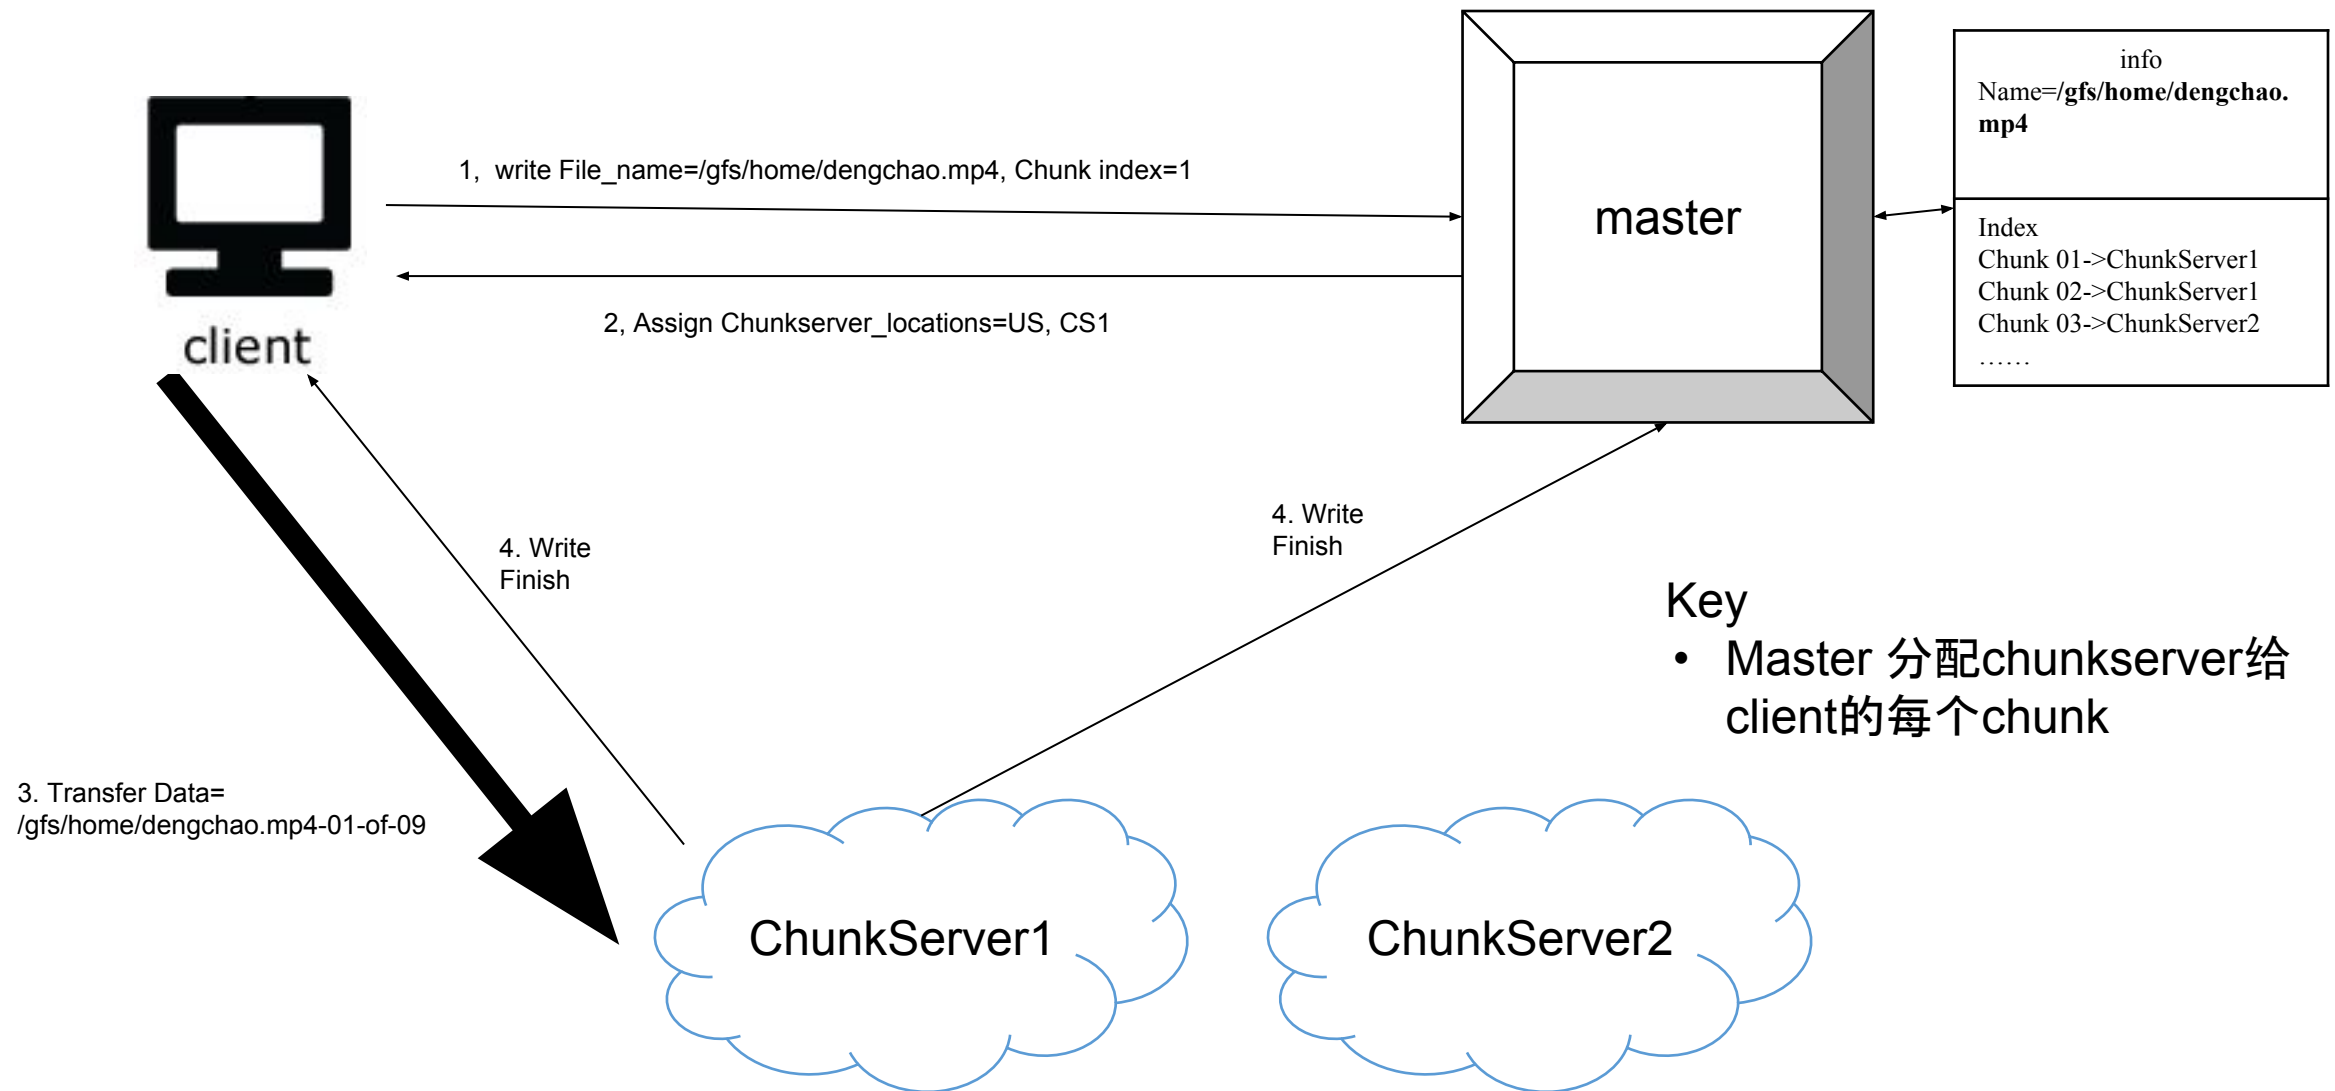 info
Name=/gfs/home/dengchao.
mp4
1,  write File_name=/gfs/home/dengchao.mp4, Chunk index=1
master
Index
Chunk 01->ChunkServer1
Chunk 02->ChunkServer1
Chunk 03->ChunkServer2
……
2, Assign Chunkserver_locations=US, CS1
client
4. Write
Finish
4. Write
Finish
Key
• Master 分配chunkserver给
client的每个chunk
3. Transfer Data=
/gfs/home/dengchao.mp4-01-of-09
ChunkServer1
ChunkServer2